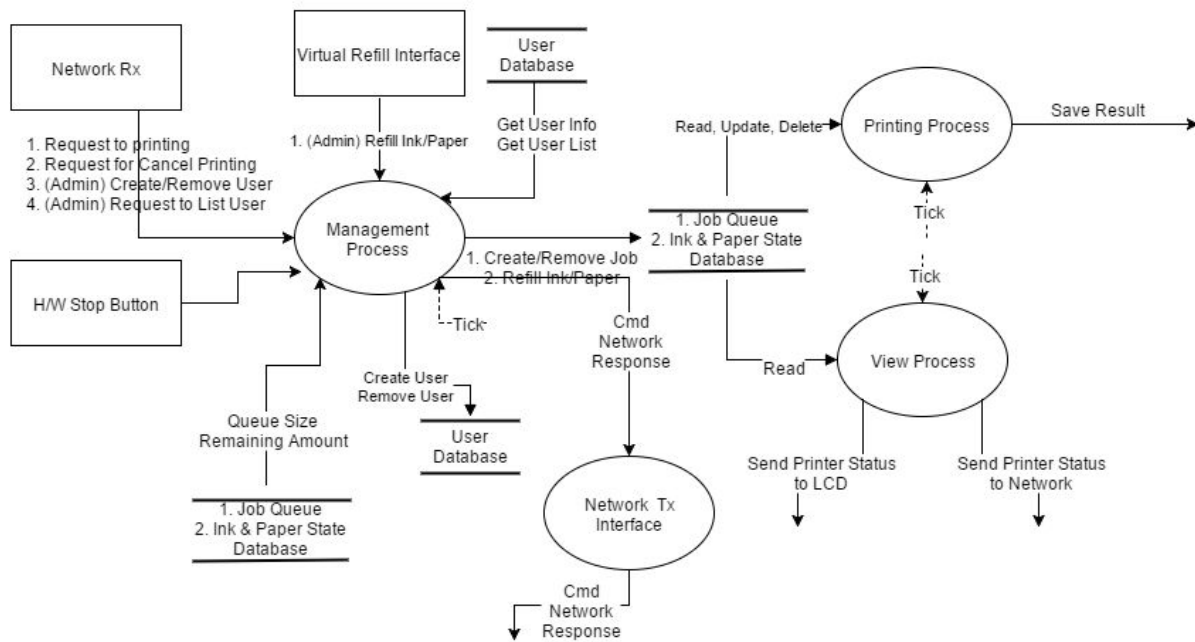 Network Rx
Virtual Refill Interface
User
Database
1. Request to printing
2. Request for Cancel Printing
3. (Admin) Create/Remove User
4. (Admin) Request to List User
1. (Admin) Refill Ink/Paper
Get User Info
Get User List
Read, Update, Delete
Printing Process
Save Result
Management
Process
H/W Stop Button
1. Create/Remove Job
2. Refill Ink/Paper
1. Job Queue
2. Ink & Paper State
Database
Tick
Tick
Tick
Cmd
Network
Response
Read
View Process
Create User
Remove User
User
Database
Queue Size
Remaining Amount
1. Job Queue
2. Ink & Paper State
Database
Network Tx
Interface
Send Printer Status
to LCD
Send Printer Status
to Network
Cmd
Network
Response